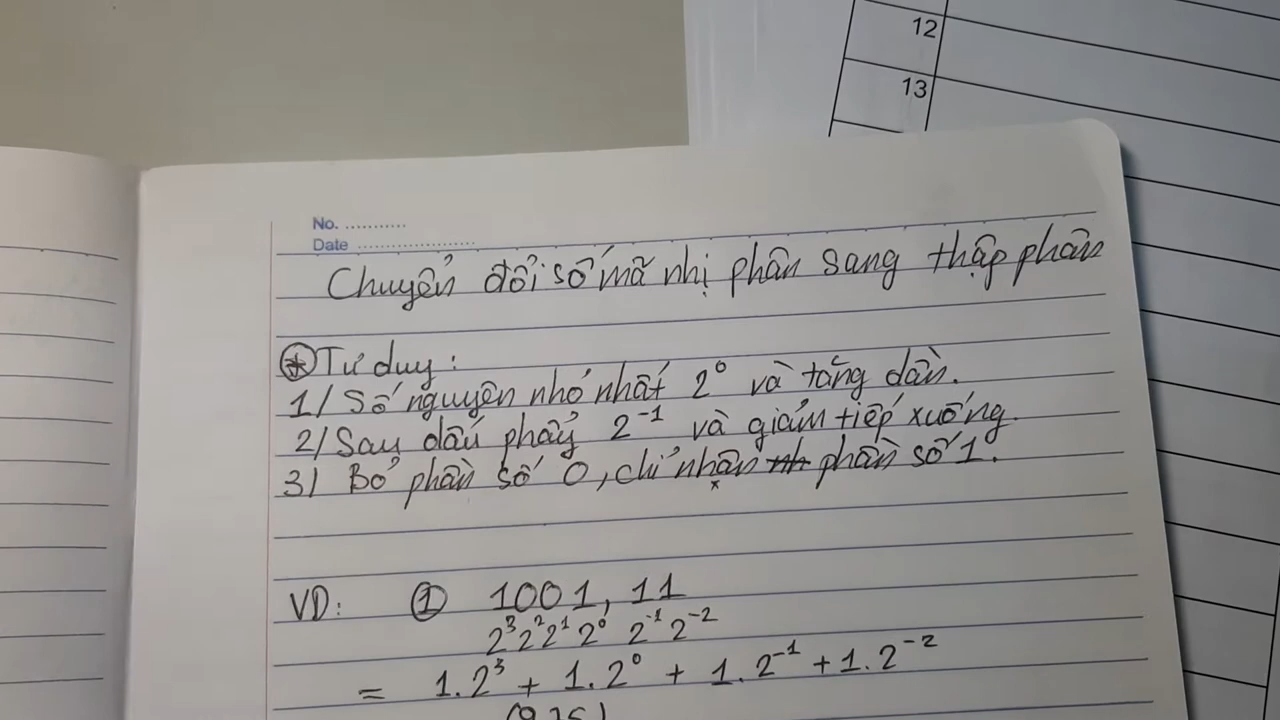 12
13
No. ...........
Date ........................
Chuyển đổi số mã nhị phân sang thập phân
* Tư duy:
1/ Số nguyên nhỏ nhất 2⁰ và tăng dần.
2/ Sau dấu phẩy 2⁻¹ và giảm tiếp xuống.
3/ Bỏ phần số 0, chỉ nhận phần số 1.
VD: ① 1001, 11
2³2²2¹2⁰ 2⁻¹2⁻²
= 1.2³ + 1.2⁰ + 1.2⁻¹ + 1.2⁻²